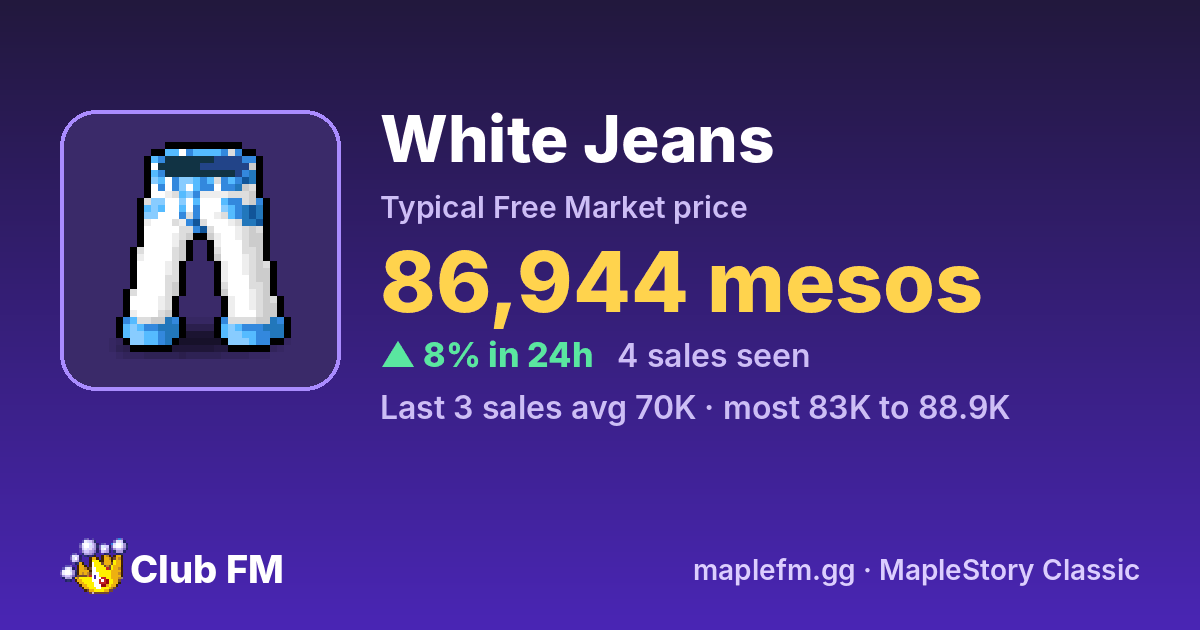 White Jeans
Typical Free Market price
86,944 mesos
▲ 8% in 24h 4 sales seen
Last 3 sales avg 70K · most 83K to 88.9K
Club FM
maplefm.gg · MapleStory Classic